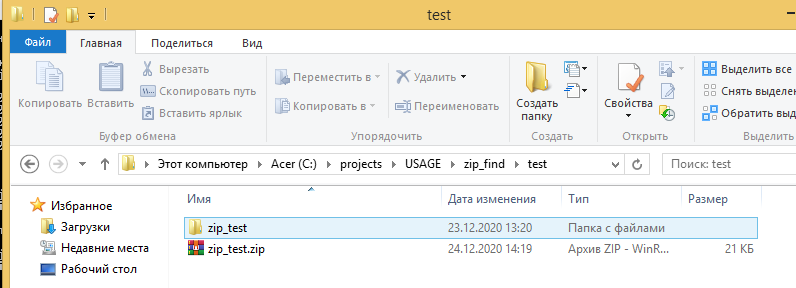 test
Файл Главная Поделиться Вид
Копировать
Вставить
Вырезать
Скопировать путь
Вставить ярлык
Буфер обмена
Переместить в
Копировать в
Удалить
Переименовать
Упорядочить
Создать
папку
Создать
Свойства
Открыть
Выделить все
Снять выделен
Обратить выд
Выделить
Этот компьютер Acer (C:) projects USAGE zip_find test
Поиск: test
Избранное
Загрузки
Недавние места
Рабочий стол
Имя Дата изменения Тип Размер
zip_test 23.12.2020 13:20 Папка с файлами
zip_test.zip 24.12.2020 14:19 Архив ZIP - WinR... 21 КБ